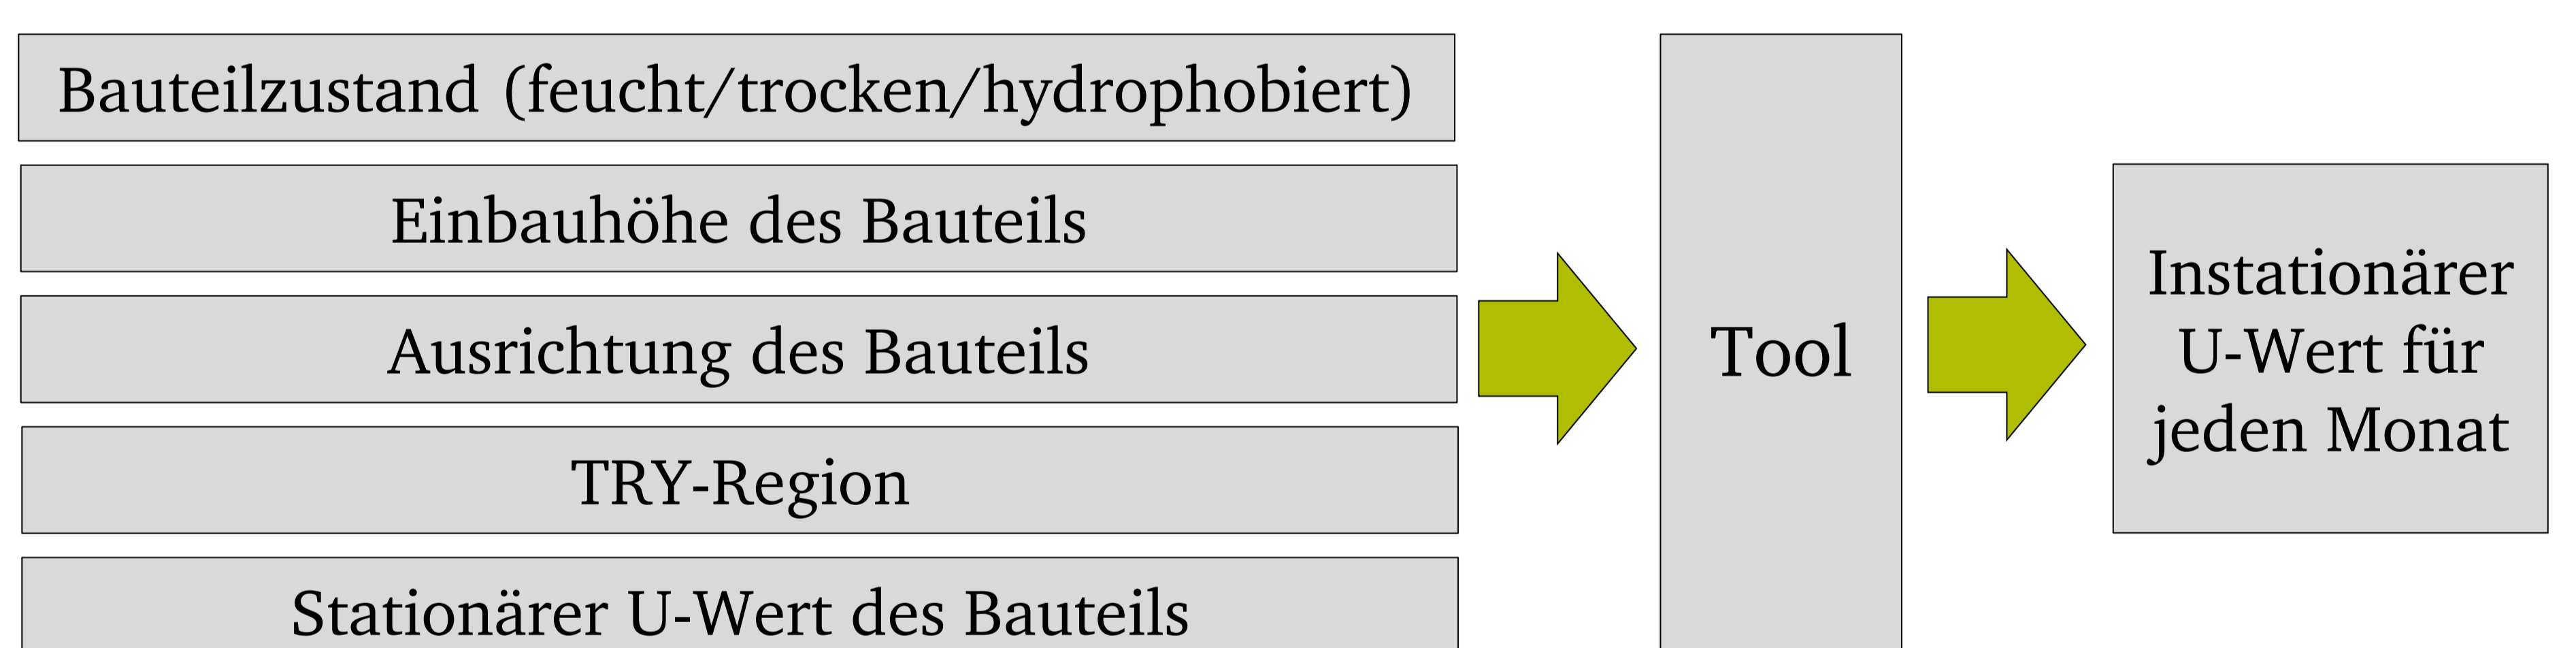 Bauteilzustand (feucht/trocken/hydrophobiert)
Einbauhöhe des Bauteils
Ausrichtung des Bauteils
TRY-Region
Stationärer U-Wert des Bauteils
Tool
Instationärer
U-Wert für
jeden Monat